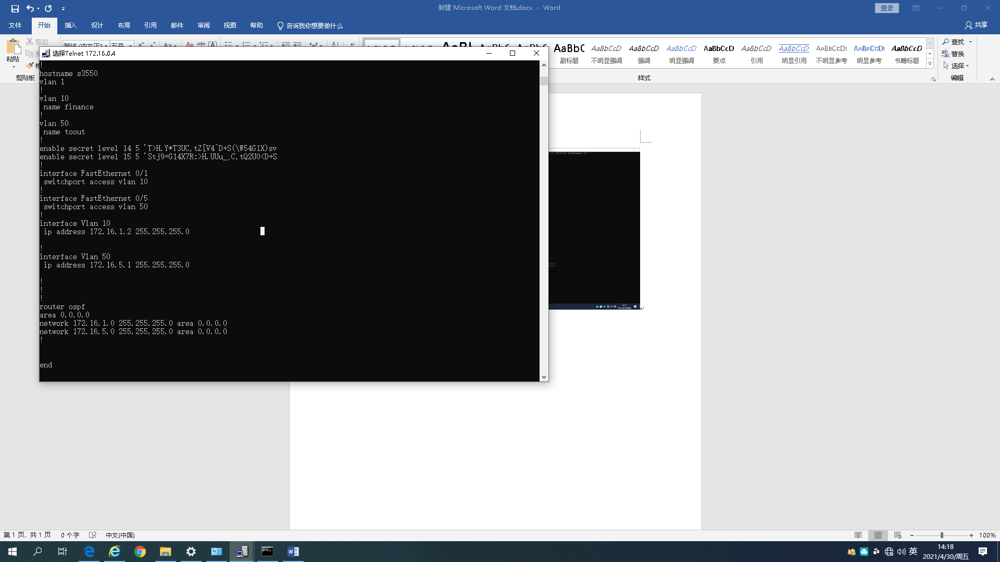 新建 Microsoft Word 文档.docx - Word
登录
文件 开始 插入 设计 布局 引用 邮件 审阅 视图 帮助 告诉我你想要做什么 共享
剪切
粘贴
剪贴板
AaBbC AaBbCcD AaBbCcD AaBbCcD AaBbCcD AaBbCcD AaBbCcD AaBbCcDi AaBbCcDi AaBbCcD
副标题 不明显强调 强调 明显强调 要点 引用 明显引用 不明显参考 明显参考 书籍标题
样式
查找
替换
选择
编辑
选择Telnet 172.16.0.4
!
hostname s3550
vlan 1
!
vlan 10
 name finance
!
vlan 50
 name toout
!
enable secret level 14 5 'T>H.Y*T3UC,tZ[V4^D+S(\W54G1X)sv
enable secret level 15 5 'Stj9=G14X7R:>H.UUu_;C,tQ2U0<D+S
!
interface FastEthernet 0/1
 switchport access vlan 10
!
interface FastEthernet 0/5
 switchport access vlan 50
!
interface Vlan 10
 ip address 172.16.1.2 255.255.255.0
!
interface Vlan 50
 ip address 172.16.5.1 255.255.255.0
!
!
!
router ospf
area 0.0.0.0
network 172.16.1.0 255.255.255.0 area 0.0.0.0
network 172.16.5.0 255.255.255.0 area 0.0.0.0
!
end
第 1 页, 共 1 页 0 个字 中文(中国)
100%
英
14:18
2021/4/30/周五